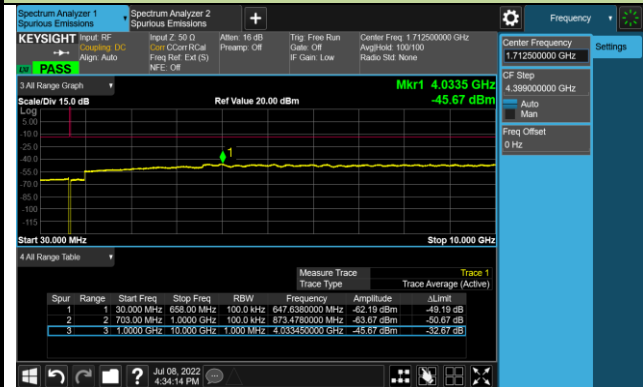 Spectrum Analyzer 1
Spurious Emissions
Spectrum Analyzer 2
Spurious Emissions
+
Frequency
KEYSIGHT
Input: RF
Coupling: DC
Align: Auto
Input Z: 50 Ω
Corr CCorr RCal
Freq Ref: Ext (S)
NFE: Off
Atten: 16 dB
Preamp: Off
Trig: Free Run
Gate: Off
IF Gain: Low
Center Freq: 1.712500000 GHz
Avg|Hold: 100/100
Radio Std: None
PASS
3 All Range Graph
Mkr1 4.0335 GHz
-45.67 dBm
Scale/Div 15.0 dB
Ref Value 20.00 dBm
Log
5.00
-10.0
-25.0
-40.0
-55.0
-70.0
-85.0
-100
-115
1
Start 30.000 MHz
Stop 10.000 GHz
4 All Range Table
Measure Trace Trace 1
Trace Type Trace Average (Active)
Spur Range Start Freq Stop Freq RBW Frequency Amplitude ΔLimit
1 1 30.000 MHz 658.00 MHz 100.0 kHz 647.6380000 MHz -62.19 dBm -49.19 dB
2 2 703.00 MHz 1.0000 GHz 100.0 kHz 873.4780000 MHz -63.67 dBm -50.67 dB
3 3 1.0000 GHz 10.000 GHz 1.000 MHz 4.033450000 GHz -45.67 dBm -32.67 dB
Center Frequency
1.712500000 GHz
Settings
CF Step
4.399000000 GHz
Auto
Man
Freq Offset
0 Hz
?
Jul 08, 2022
4:34:14 PM